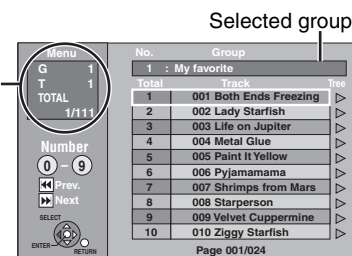 Selected group
Menu
G 1
T 1
TOTAL
1/111
Number
0 – 9
Prev.
Next
SELECT
ENTER
RETURN
No. Group
1 : My favorite
Total Track Tree
1 001 Both Ends Freezing
2 002 Lady Starfish
3 003 Life on Jupiter
4 004 Metal Glue
5 005 Paint It Yellow
6 006 Pyjamamama
7 007 Shrimps from Mars
8 008 Starperson
9 009 Velvet Cuppermine
10 010 Ziggy Starfish
Page 001/024